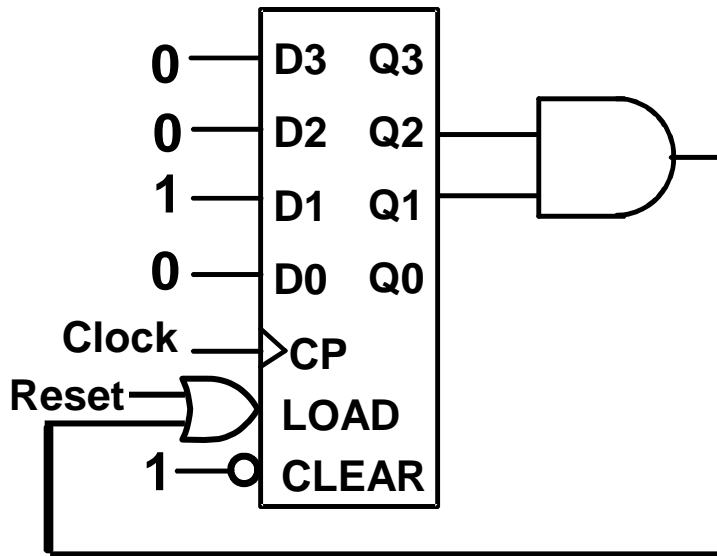 0 D3 Q3
0 D2 Q2
1 D1 Q1
0 D0 Q0
Clock CP
Reset LOAD
1 CLEAR